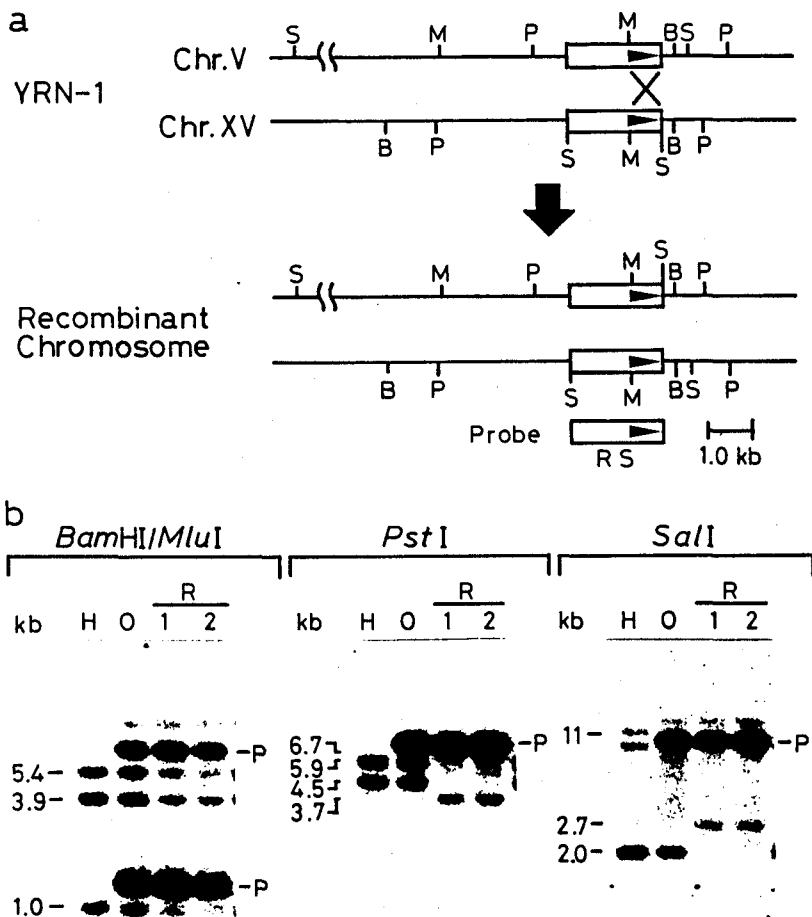 a
S M P M B S P
Chr. V
YRN-1
Chr. XV
B P S M S B P
S M P M S B P
Recombinant
Chromosome
B P S M B S P
Probe
RS
1.0 kb
b
BamHI/MluI PstI SalI
R R R
kb H O 1 2 kb H O 1 2 kb H O 1 2
-P
5.4-
3.9-
-P
1.0-
6.7
5.9
4.5
3.7
-P
11-
-P
2.7-
2.0-